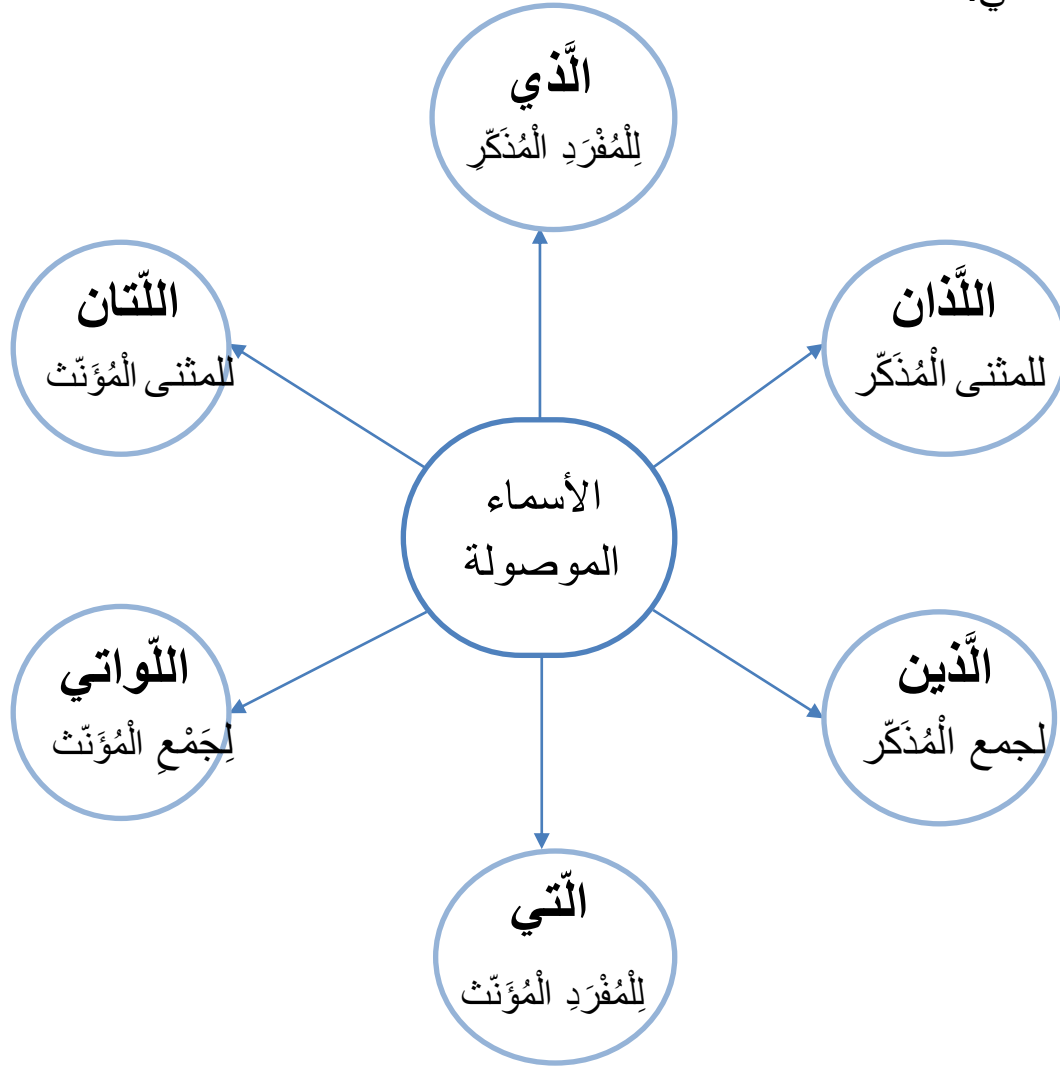 الَّذي
لِلْمُفْرَدِ الْمُذَكّرِ
اللَّذان
للمثنى الْمُذَكّر
اللّتان
للمثنى الْمُؤَنّث
الأسماء
الموصولة
الَّذين
لجمع الْمُذَكّر
اللّواتي
لِجَمْعِ الْمُؤَنّث
الّتي
لِلْمُفْرَدِ الْمُؤَنّث